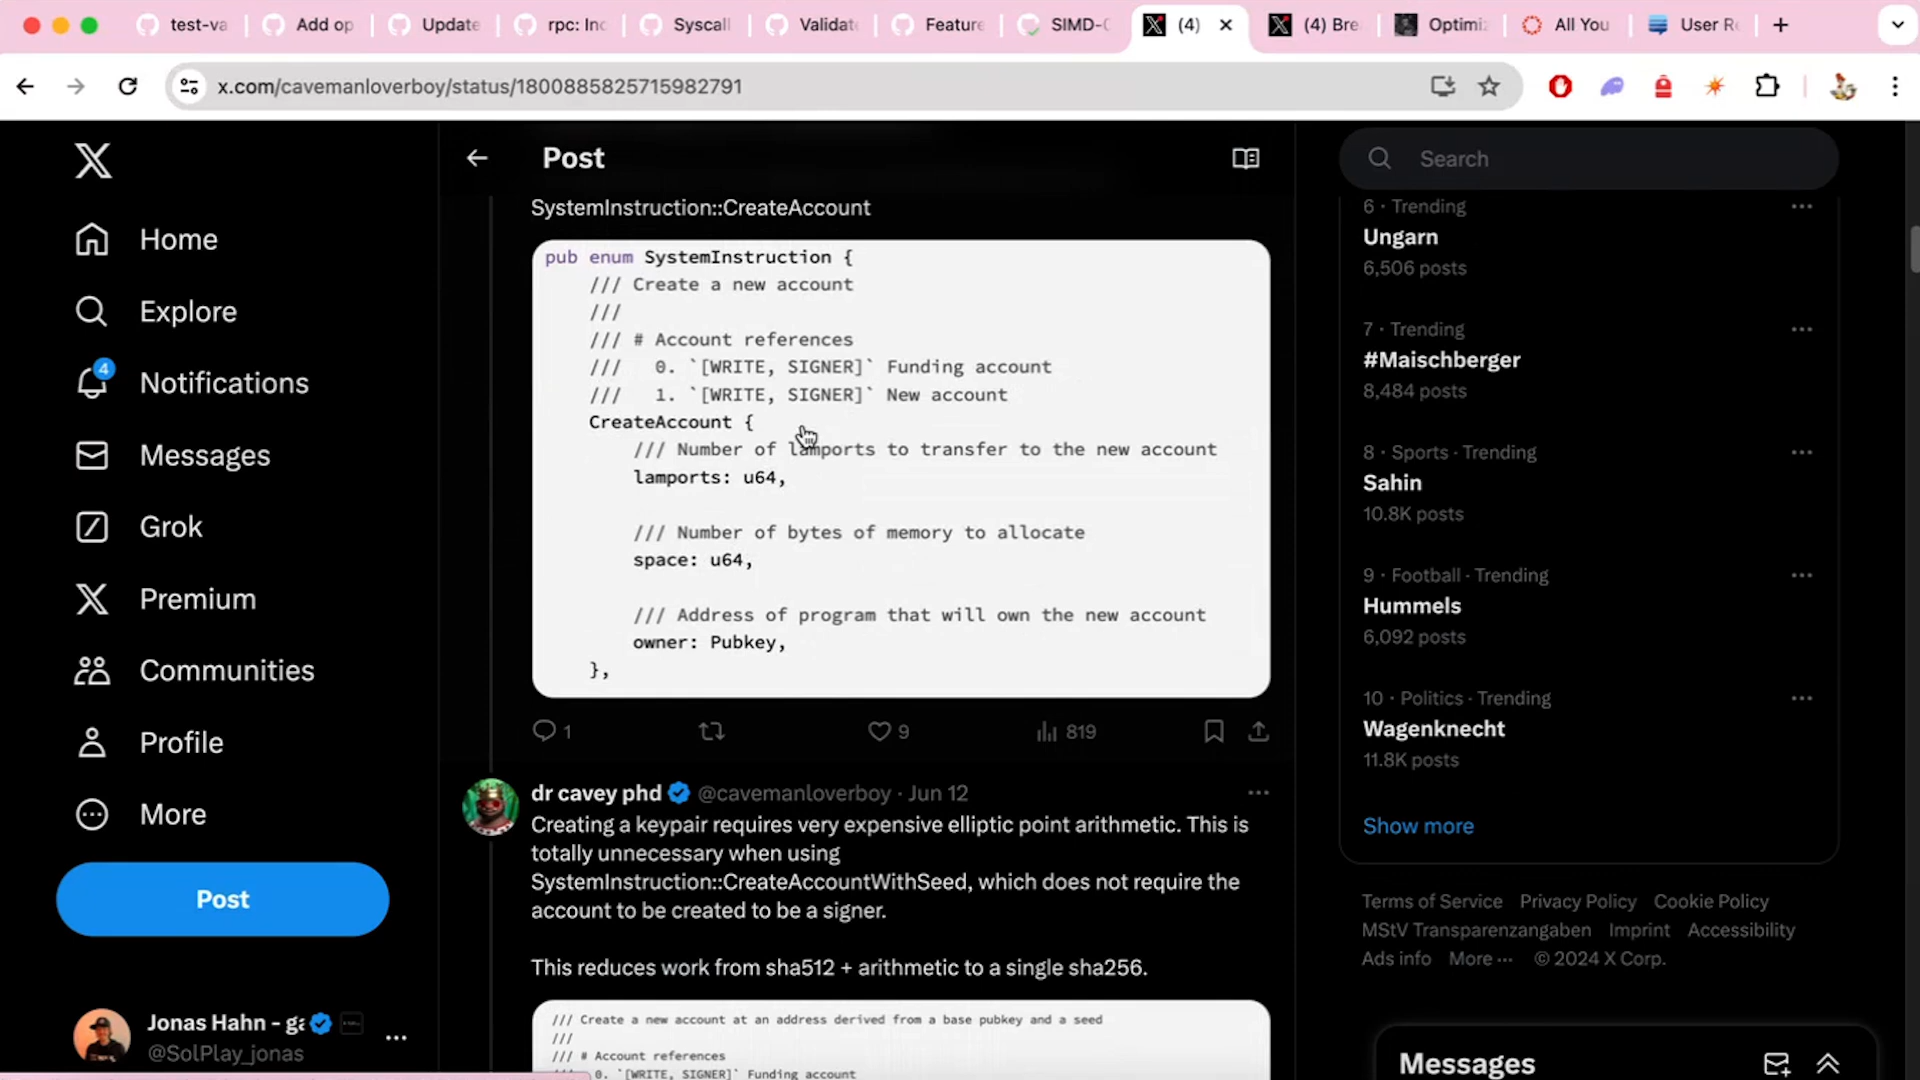 test-va
Add op
Update
rpc: Inc
Syscall
Validat
Feature
SIMD-0
(4)
(4) Bre
Optimiz
All You
User Re
x.com/cavemanloverboy/status/1800885825715982791
Home
Explore
4
Notifications
Messages
Grok
Premium
Communities
Profile
More
Post
Jonas Hahn - ga
@SolPlay_jonas
Post
SystemInstruction::CreateAccount
pub enum SystemInstruction {
/// Create a new account
///
/// # Account references
/// 0. `[WRITE, SIGNER]` Funding account
/// 1. `[WRITE, SIGNER]` New account
CreateAccount {
/// Number of lamports to transfer to the new account
lamports: u64,
/// Number of bytes of memory to allocate
space: u64,
/// Address of program that will own the new account
owner: Pubkey,
},
1
9
819
dr cavey phd @cavemanloverboy · Jun 12
Creating a keypair requires very expensive elliptic point arithmetic. This is
totally unnecessary when using
SystemInstruction::CreateAccountWithSeed, which does not require the
account to be created to be a signer.
This reduces work from sha512 + arithmetic to a single sha256.
/// Create a new account at an address derived from a base pubkey and a seed
///
/// # Account references
/// 0. `[WRITE, SIGNER]` Funding account
Search
6 · Trending
Ungarn
6,506 posts
7 · Trending
#Maischberger
8,484 posts
8 · Sports · Trending
Sahin
10.8K posts
9 · Football · Trending
Hummels
6,092 posts
10 · Politics · Trending
Wagenknecht
11.8K posts
Show more
Terms of Service Privacy Policy Cookie Policy
MStV Transparenzangaben Imprint Accessibility
Ads info More ··· © 2024 X Corp.
Messages